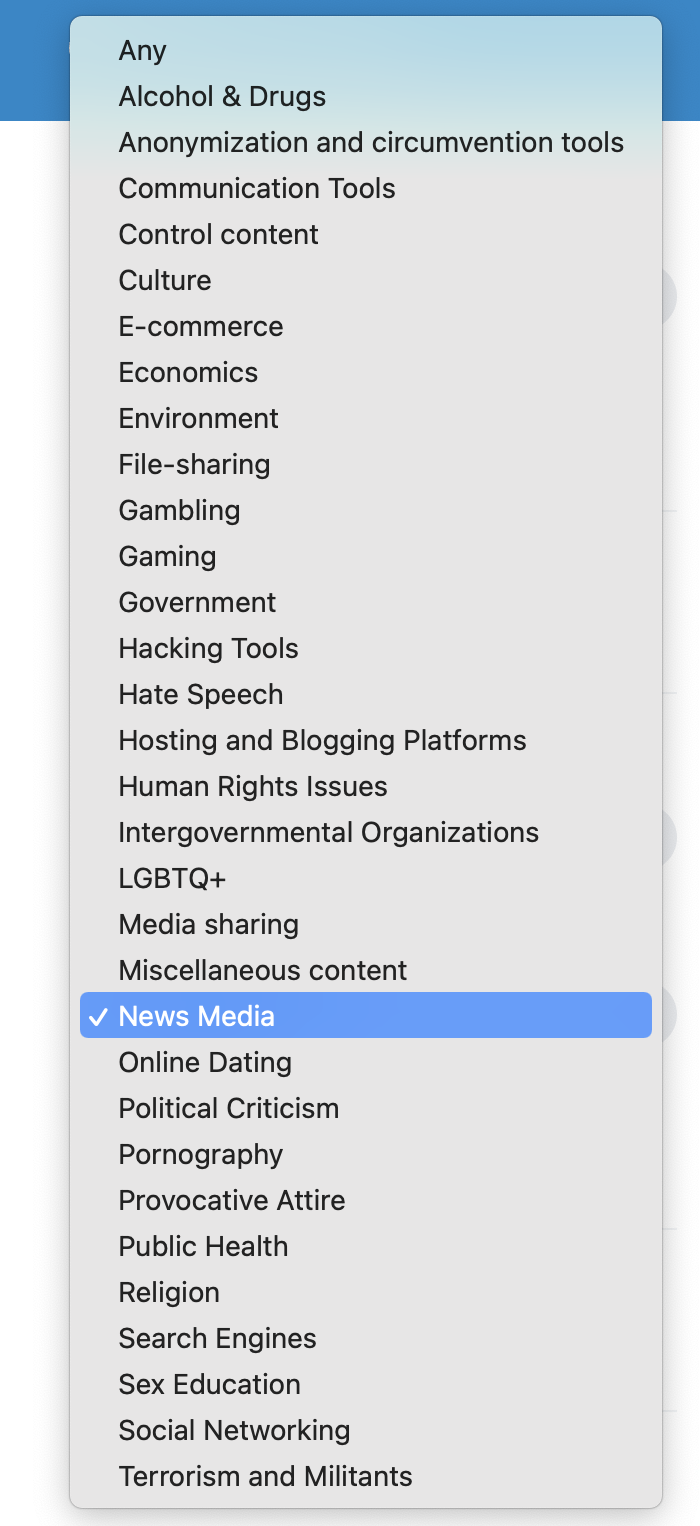 Any
Alcohol & Drugs
Anonymization and circumvention tools
Communication Tools
Control content
Culture
E-commerce
Economics
Environment
File-sharing
Gambling
Gaming
Government
Hacking Tools
Hate Speech
Hosting and Blogging Platforms
Human Rights Issues
Intergovernmental Organizations
LGBTQ+
Media sharing
Miscellaneous content
✓ News Media
Online Dating
Political Criticism
Pornography
Provocative Attire
Public Health
Religion
Search Engines
Sex Education
Social Networking
Terrorism and Militants